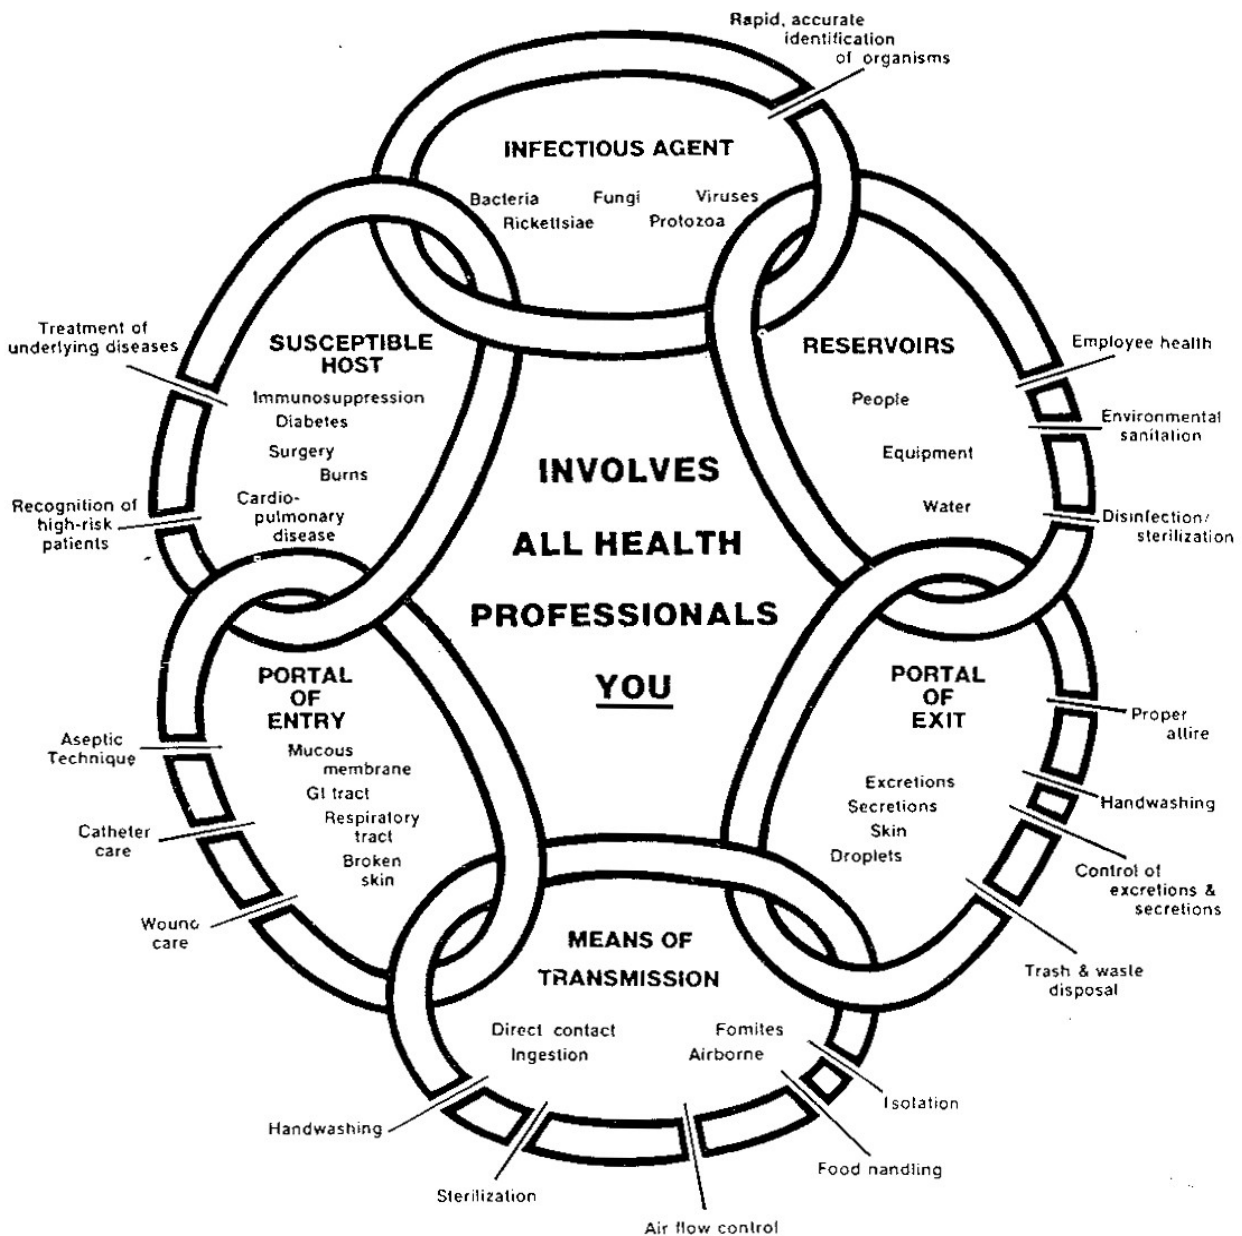 Rapid, accurate
identification
of organisms
INFECTIOUS AGENT
Bacteria Fungi Viruses
Rickettsiae Protozoa
Treatment of
underlying diseases
SUSCEPTIBLE
HOST
Immunosuppression
Diabetes
Surgery
Burns
Cardio-
pulmonary
disease
Recognition of
high-risk
patients
RESERVOIRS
People
Equipment
Water
Employee health
Environmental
sanitation
Disinfection/
sterilization
INVOLVES
ALL HEALTH
PROFESSIONALS
YOU
PORTAL
OF
ENTRY
Mucous
membrane
GI tract
Respiratory
tract
Broken
skin
Aseptic
Technique
Catheter
care
Wound
care
PORTAL
OF
EXIT
Excretions
Secretions
Skin
Droplets
Proper
attire
Handwashing
Control of
excretions &
secretions
Trash & waste
disposal
MEANS OF
TRANSMISSION
Direct contact Fomites
Ingestion Airborne
Handwashing
Sterilization
Air flow control
Food handling
Isolation